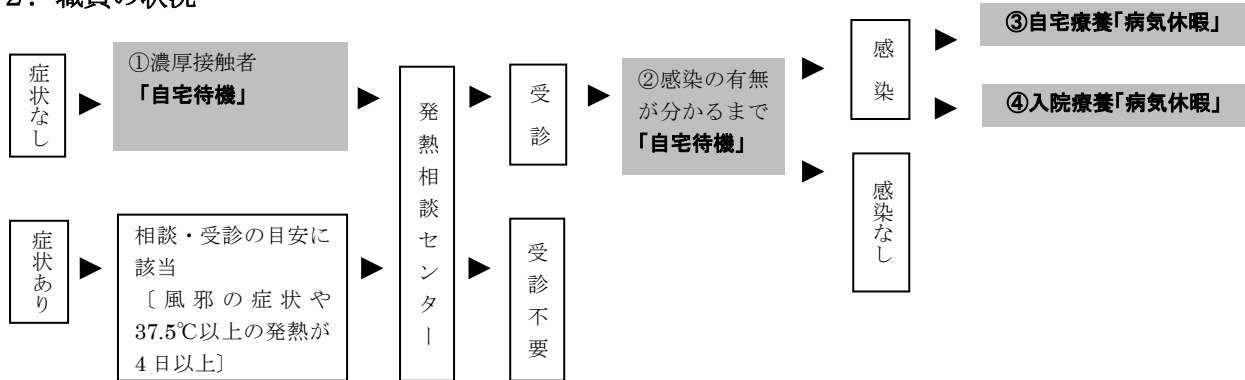 2．職員の状況
症状なし
①濃厚接触者
「自宅待機」
症状あり
相談・受診の目安に
該当
〔風邪の症状や
37.5℃以上の発熱が
4日以上〕
発熱相談センター
受診
受診不要
②感染の有無
が分かるまで
「自宅待機」
感染
感染なし
③自宅療養「病気休暇」
④入院療養「病気休暇」